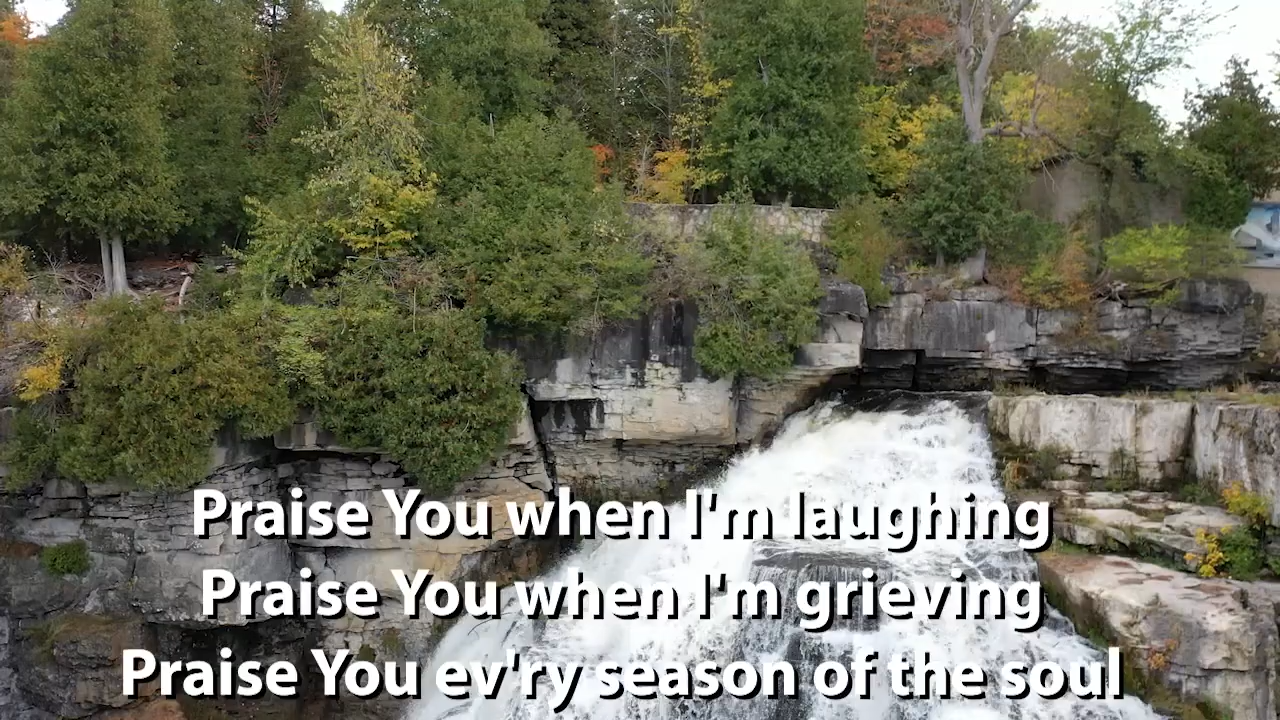 Praise You when I'm laughing
Praise You when I'm grieving
Praise You ev'ry season of the soul